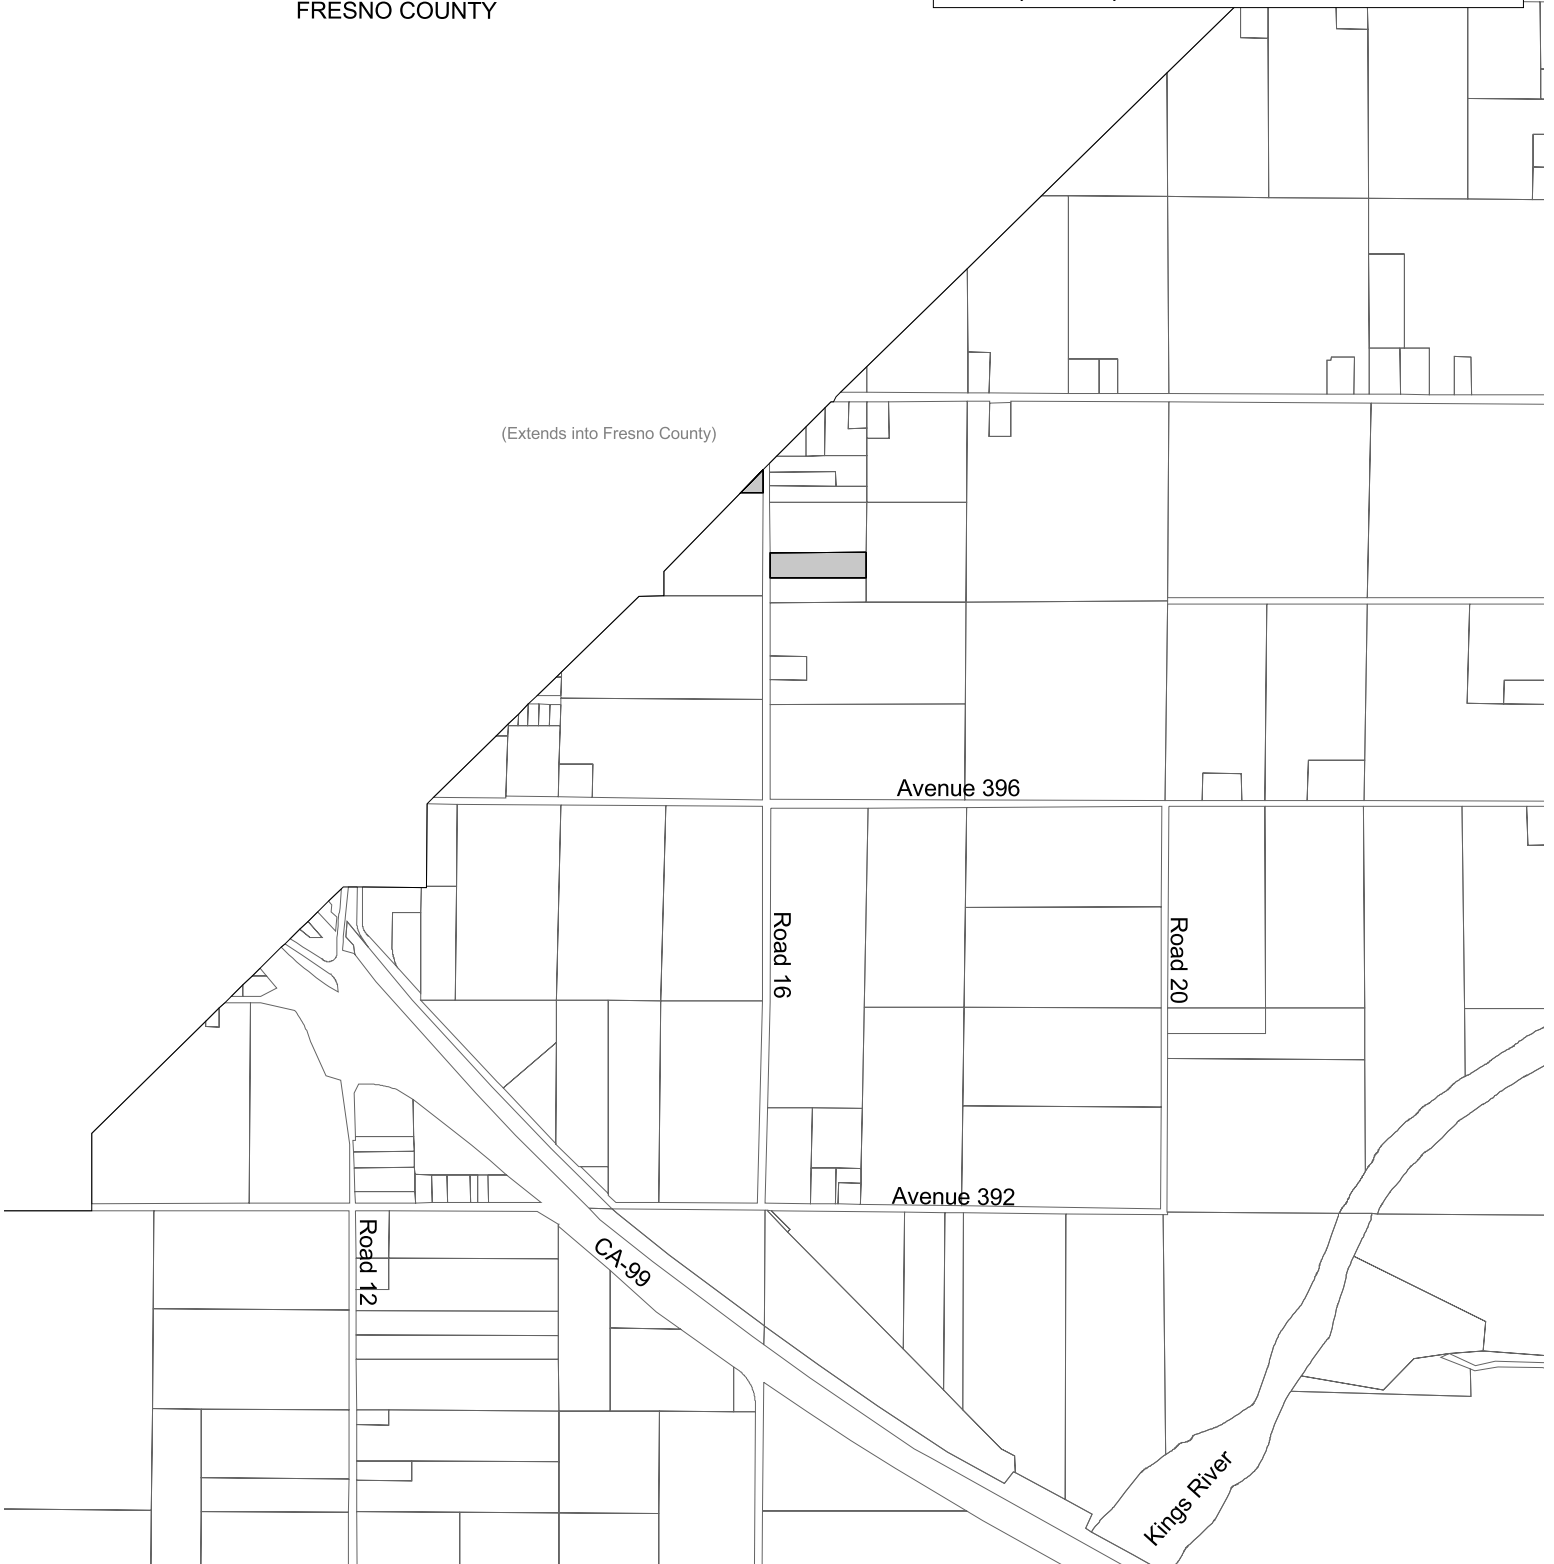 FRESNO COUNTY
(Extends into Fresno County)
Avenue 396
Road 16
Road 20
Avenue 392
Road 12
CA-99
Kings River